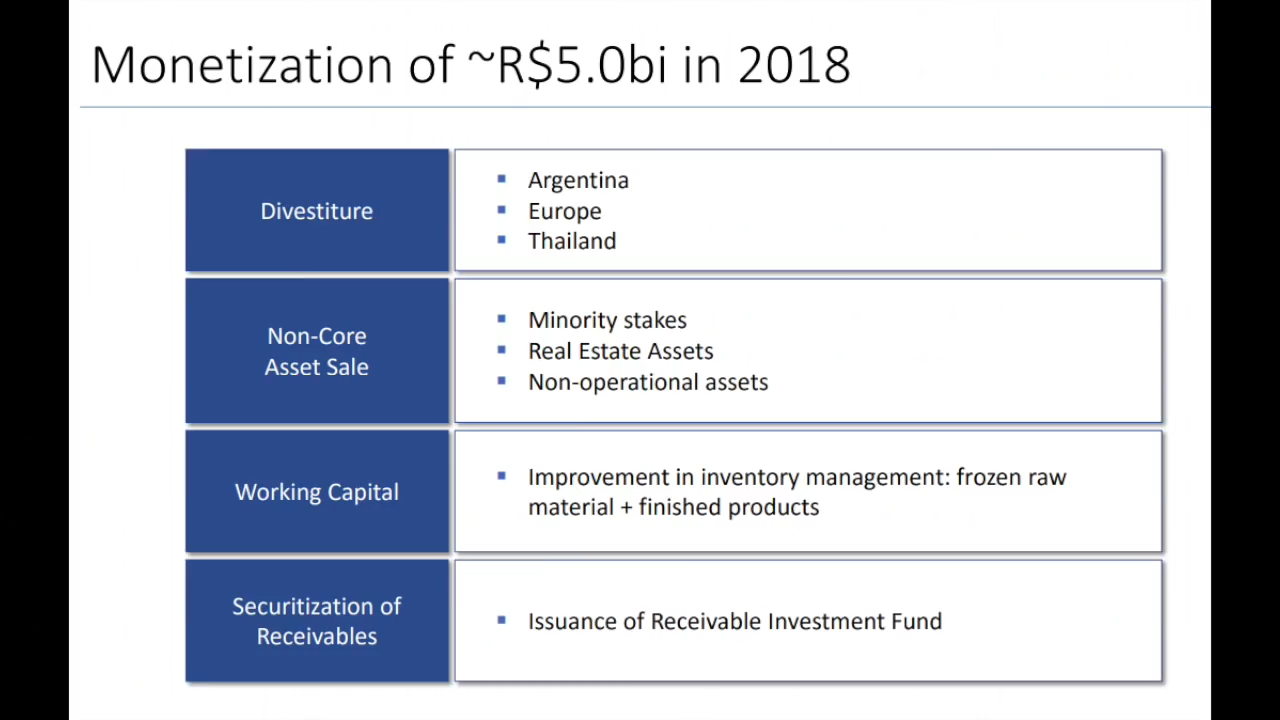 Monetization of ~R$5.0bi in 2018
Divestiture
▪ Argentina
▪ Europe
▪ Thailand
Non-Core
Asset Sale
▪ Minority stakes
▪ Real Estate Assets
▪ Non-operational assets
Working Capital
▪ Improvement in inventory management: frozen raw
material + finished products
Securitization of
Receivables
▪ Issuance of Receivable Investment Fund